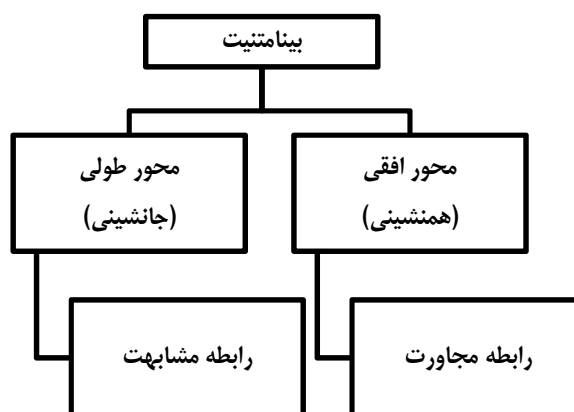 بینامتنیت
محور افقی
(همنشینی)
محور طولی
(جانشینی)
رابطه مجاورت
رابطه مشابهت